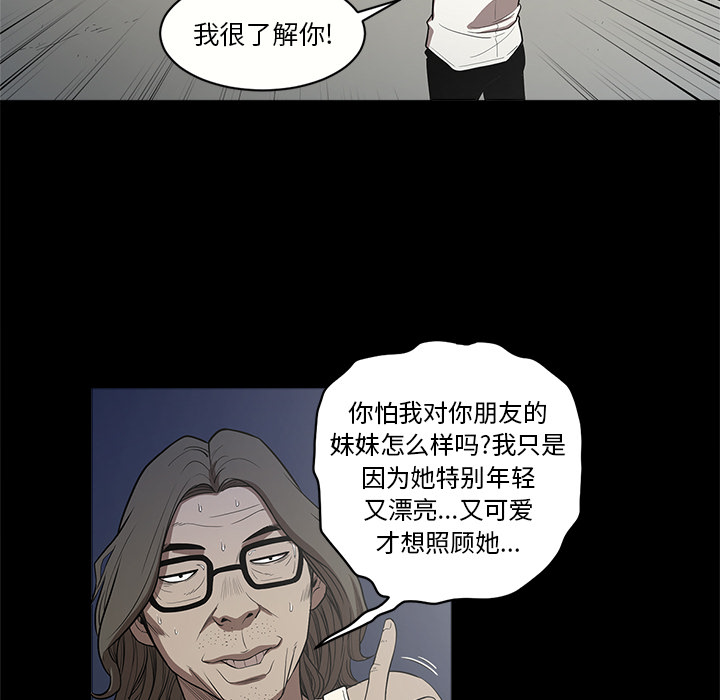 我很了解你!
你怕我对你朋友的
妹妹怎么样吗?我只是
因为她特别年轻
又漂亮...又可爱
才想照顾她...